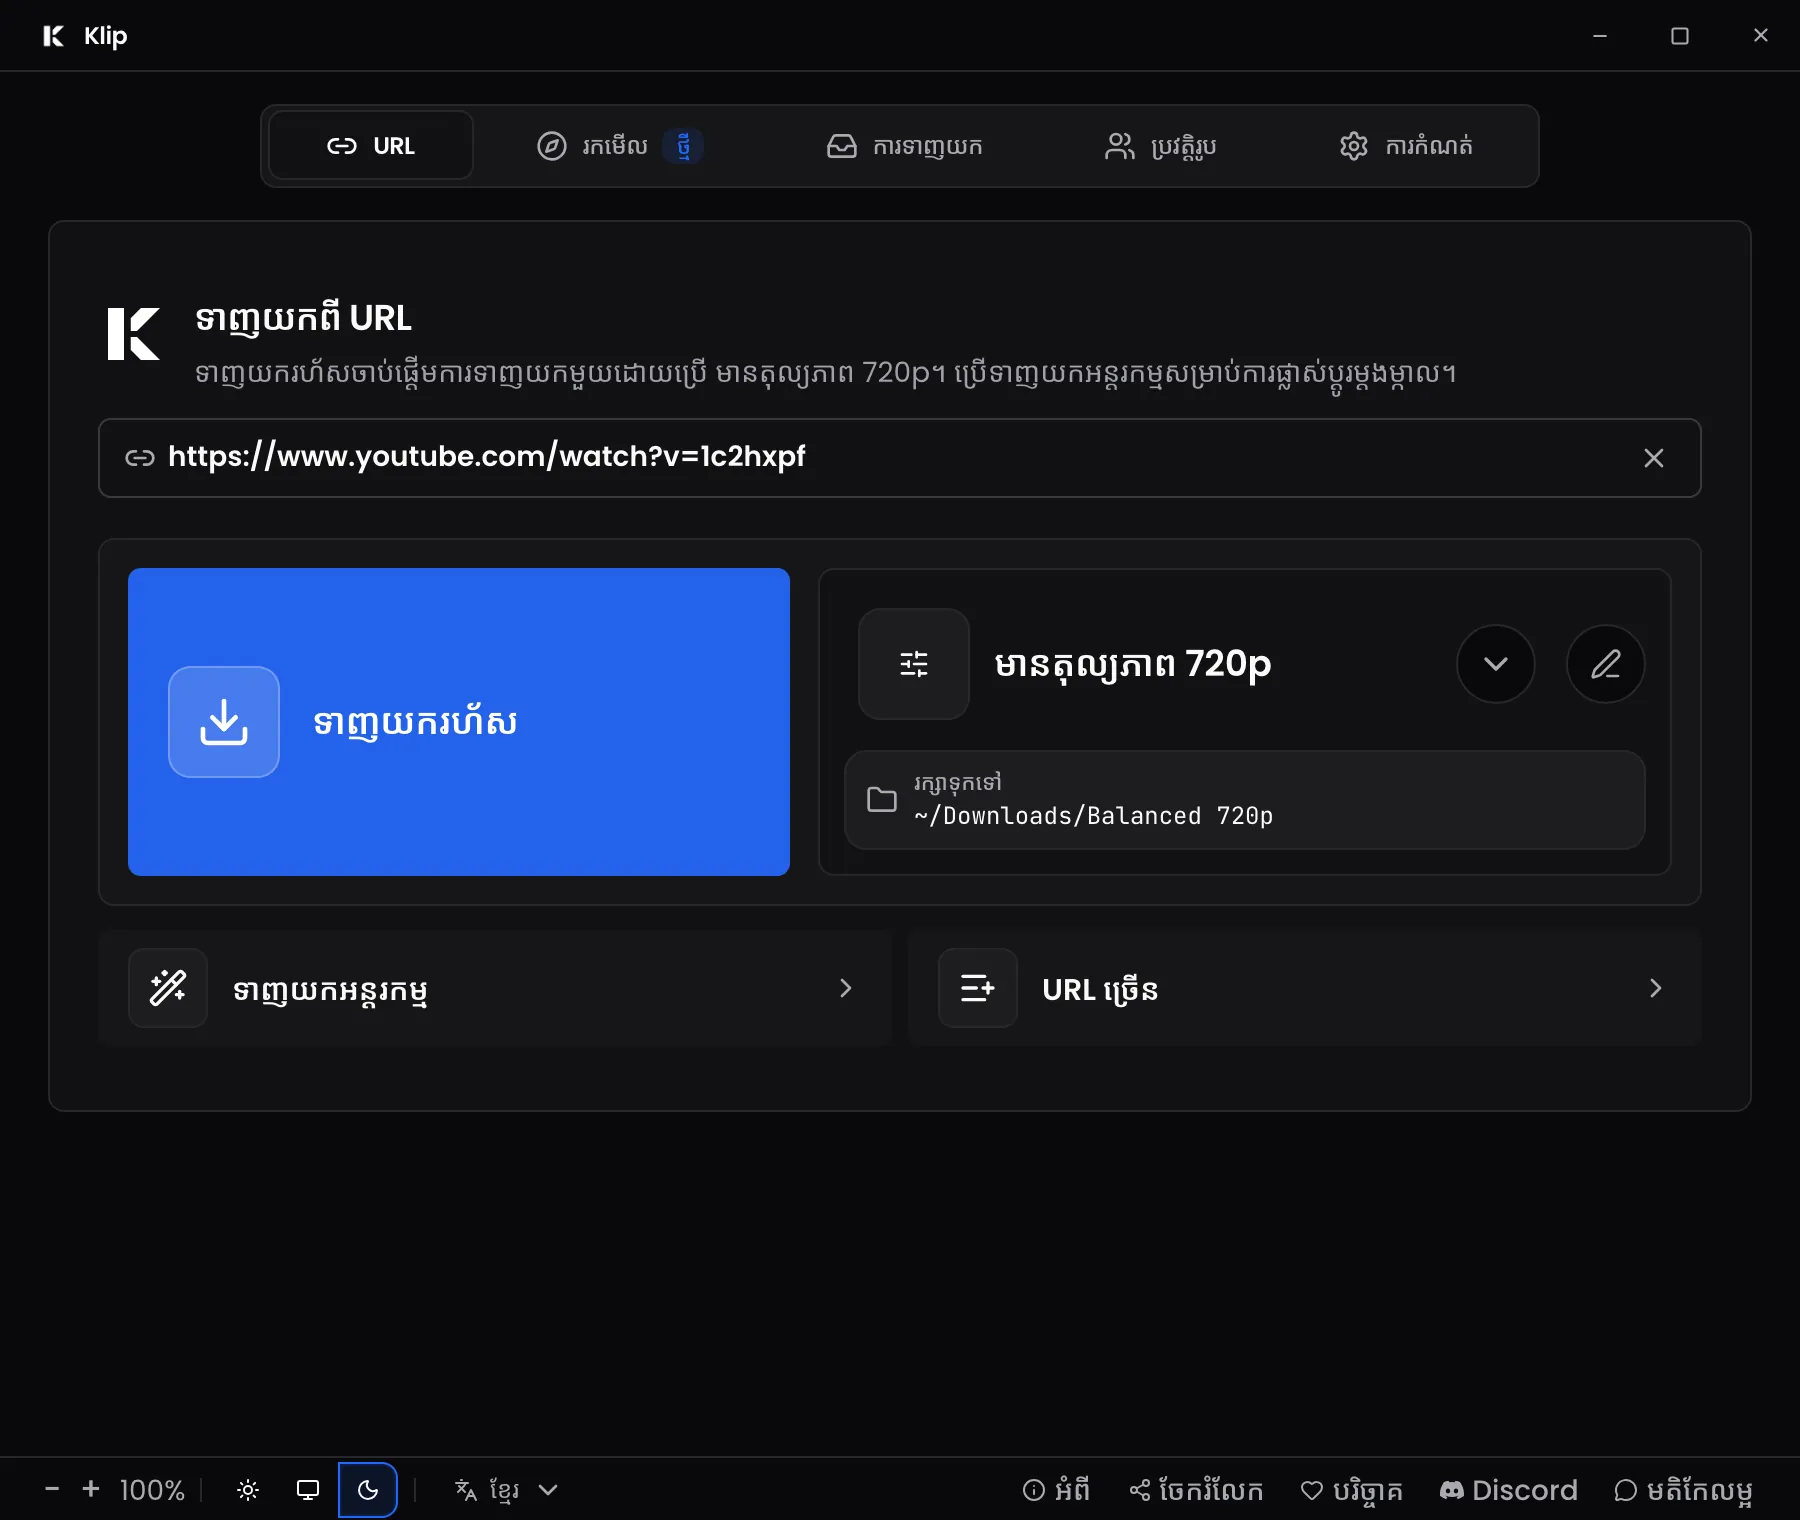 Klip
URL
រកមើល ថ្មី
ការទាញយក
ប្រវត្តិរូប
ការកំណត់
ទាញយកពី URL
ទាញយករហ័សចាប់ផ្តើមការទាញយកមួយដោយប្រើ មានតុល្យភាព 720p។ ប្រើទាញយកអន្តរកម្មសម្រាប់ការផ្លាស់ប្តូរម្តងម្កាល។
https://www.youtube.com/watch?v=1c2hxpf
ទាញយករហ័ស
មានតុល្យភាព 720p
រក្សាទុកទៅ
~/Downloads/Balanced 720p
ទាញយកអន្តរកម្ម
URL ច្រើន
100%
ខ្មែរ
អំពី
ចែករំលែក
បរិច្ចាគ
Discord
មតិកែលម្អ